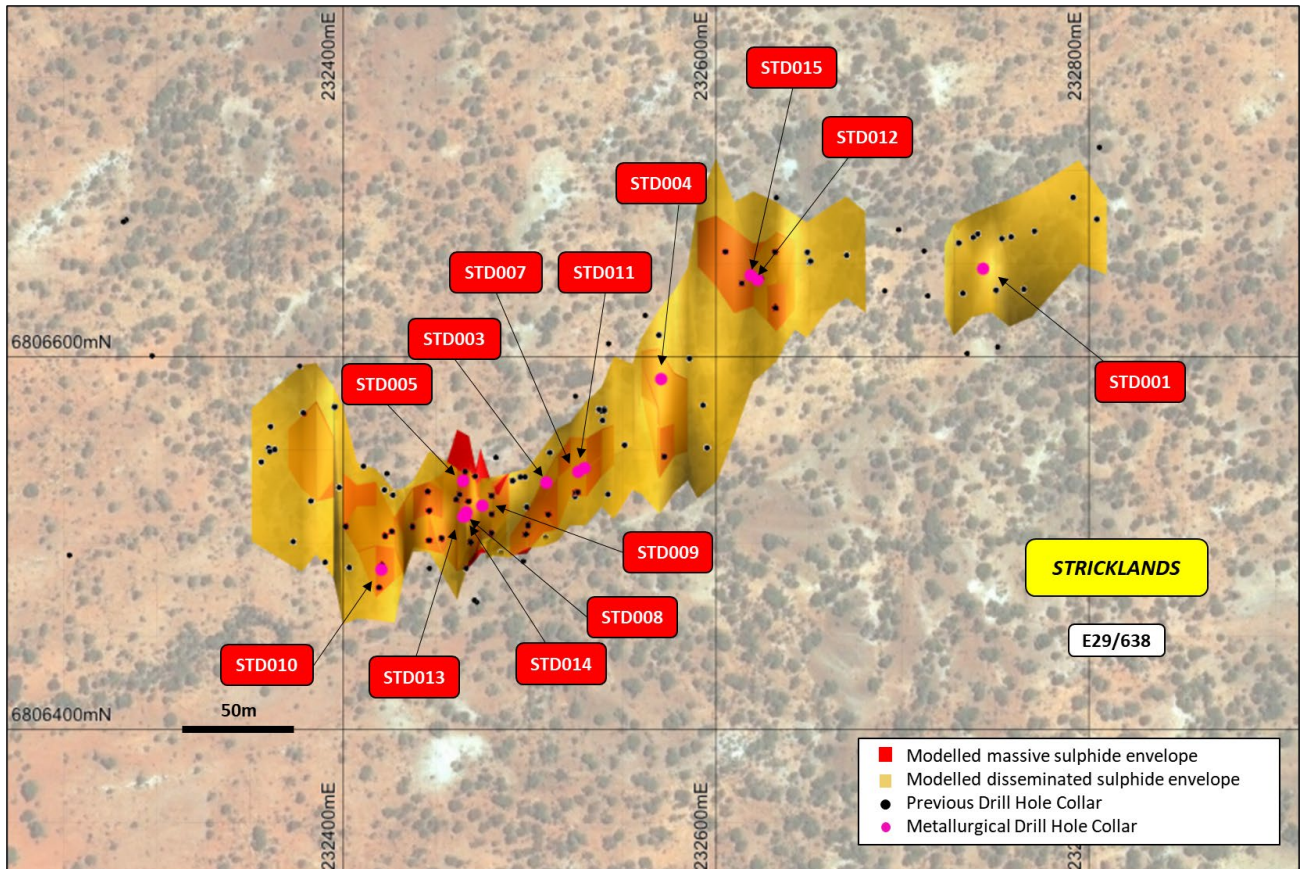 232400mE
232600mE
232800mE
STD015
STD012
STD004
STD007
STD011
STD003
STD005
6806600mN
STD001
STD009
STRICKLANDS
STD008
E29/638
STD010
STD013
STD014
50m
6806400mN
Modelled massive sulphide envelope
Modelled disseminated sulphide envelope
Previous Drill Hole Collar
Metallurgical Drill Hole Collar
232400mE
232600mE